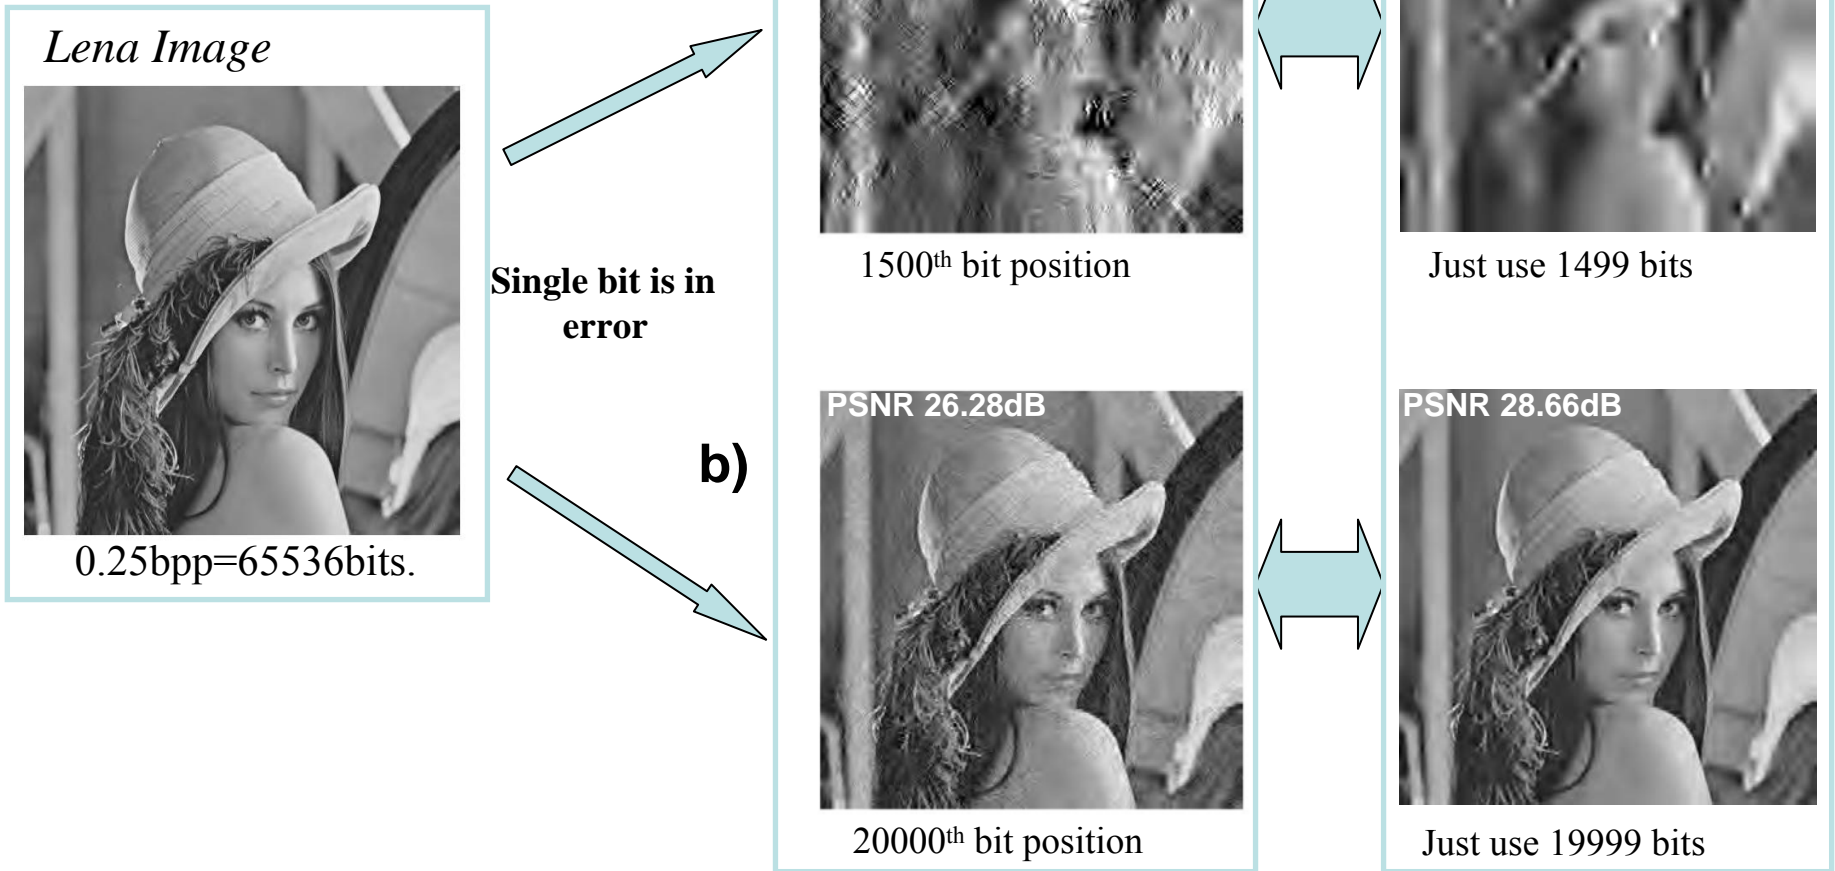 Lena Image
0.25bpp=65536bits.
Single bit is in
error
1500th bit position
Just use 1499 bits
b)
PSNR 26.28dB
PSNR 28.66dB
20000th bit position
Just use 19999 bits